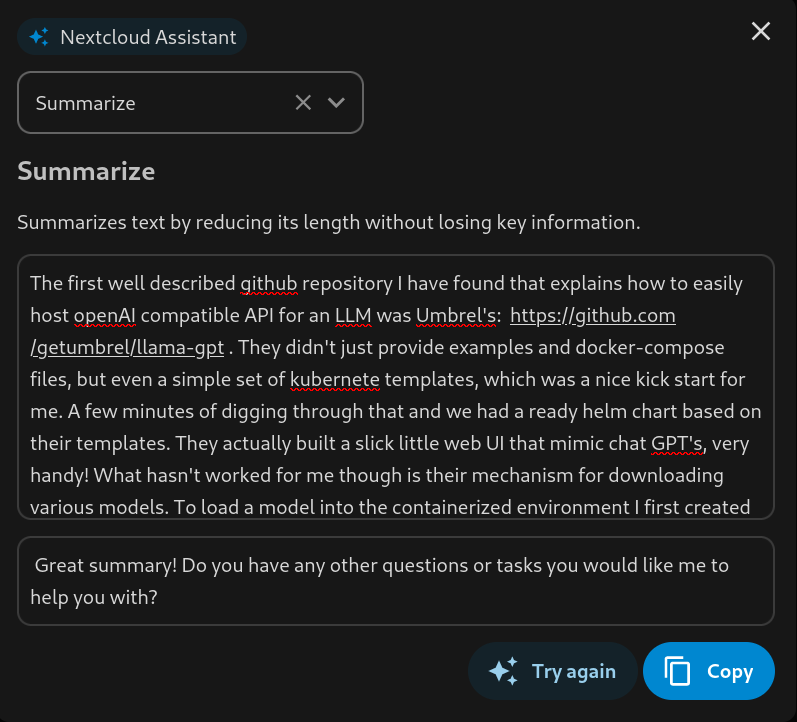 Nextcloud Assistant
Summarize
Summarize
Summarizes text by reducing its length without losing key information.
The first well described github repository I have found that explains how to easily
host openAI compatible API for an LLM was Umbrel's: https://github.com
/getumbrel/llama-gpt . They didn't just provide examples and docker-compose
files, but even a simple set of kubernete templates, which was a nice kick start for
me. A few minutes of digging through that and we had a ready helm chart based on
their templates. They actually built a slick little web UI that mimic chat GPT's, very
handy! What hasn't worked for me though is their mechanism for downloading
various models. To load a model into the containerized environment I first created
Great summary! Do you have any other questions or tasks you would like me to
help you with?
Try again
Copy